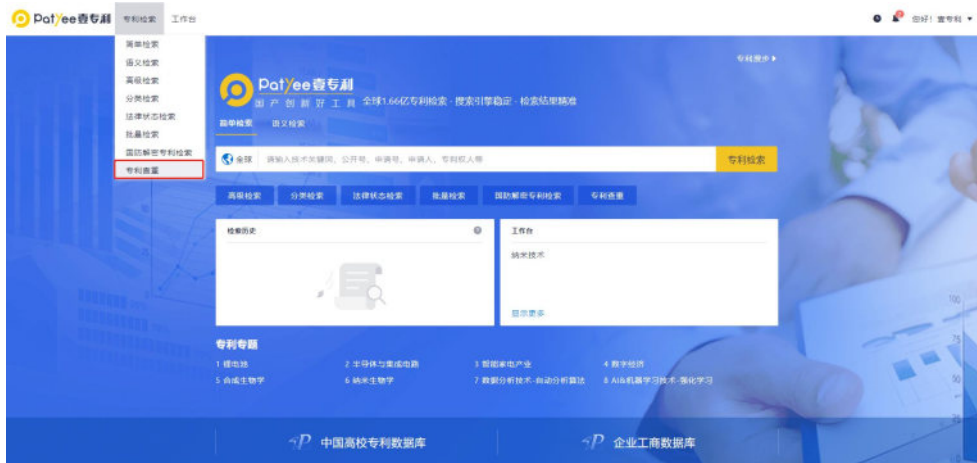 Patyee壹专利 专利检索 工作台 您好！壹专利
简单检索
语义检索
高级检索
分类检索
法律状态检索
批量检索
国防解密专利检索
专利查重
专利漫步
Patyee壹专利
国产创新好工具 全球1.66亿专利检索·搜索引擎稳定·检索结果精准
简单检索 语义检索
全球 请输入技术关键词、公开号、申请号、申请人、专利权人等 专利检索
高级检索 分类检索 法律状态检索 批量检索 国防解密专利检索 专利查重
检索历史 工作台
纳米技术
显示更多
专利专题
1 锂电池 2 半导体与集成电路 3 智能家电产业 4 数字经济
5 合成生物学 6 纳米生物学 7 数据分析技术-自动分析算法 8 AI&机器学习技术-强化学习
中国高校专利数据库 企业工商数据库
100
75
50
25